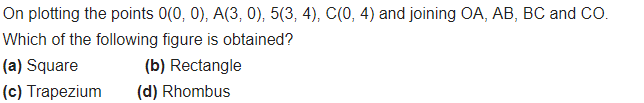 On plotting the points 0(0, 0), A(3, 0), 5(3, 4), C(0, 4) and joining OA, AB, BC and CO.
Which of the following figure is obtained?
(a) Square (b) Rectangle
(c) Trapezium (d) Rhombus